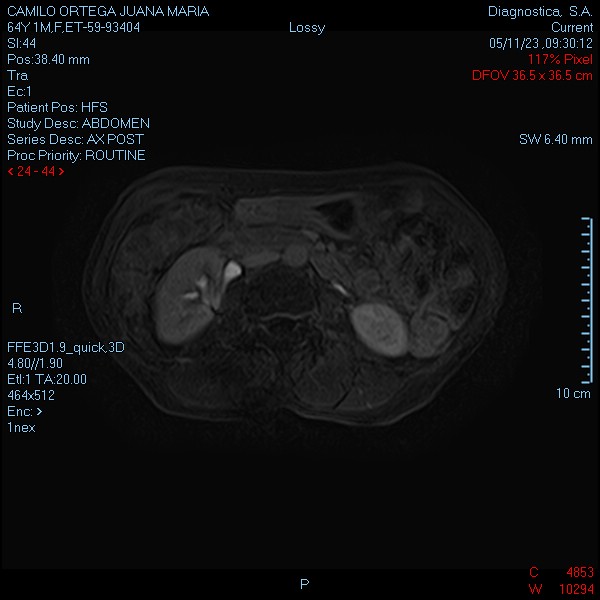 CAMILO ORTEGA JUANA MARIA
64Y 1M,F,ET-59-93404
SI:44
Pos:38.40 mm
Tra
Ec:1
Patient Pos: HFS
Study Desc: ABDOMEN
Series Desc: AX POST
Proc Priority: ROUTINE
< 24 - 44 >
Lossy
Diagnostica, S.A.
Current
05/11/23 ,09:30:12
117% Pixel
DFOV 36.5 x 36.5 cm
SW 6.40 mm
R
FFE3D1.9_quick,3D
4.80//1.90
Etl:1 TA:20.00
464x512
Enc: >
1nex
10 cm
P
C 4853
W 10294